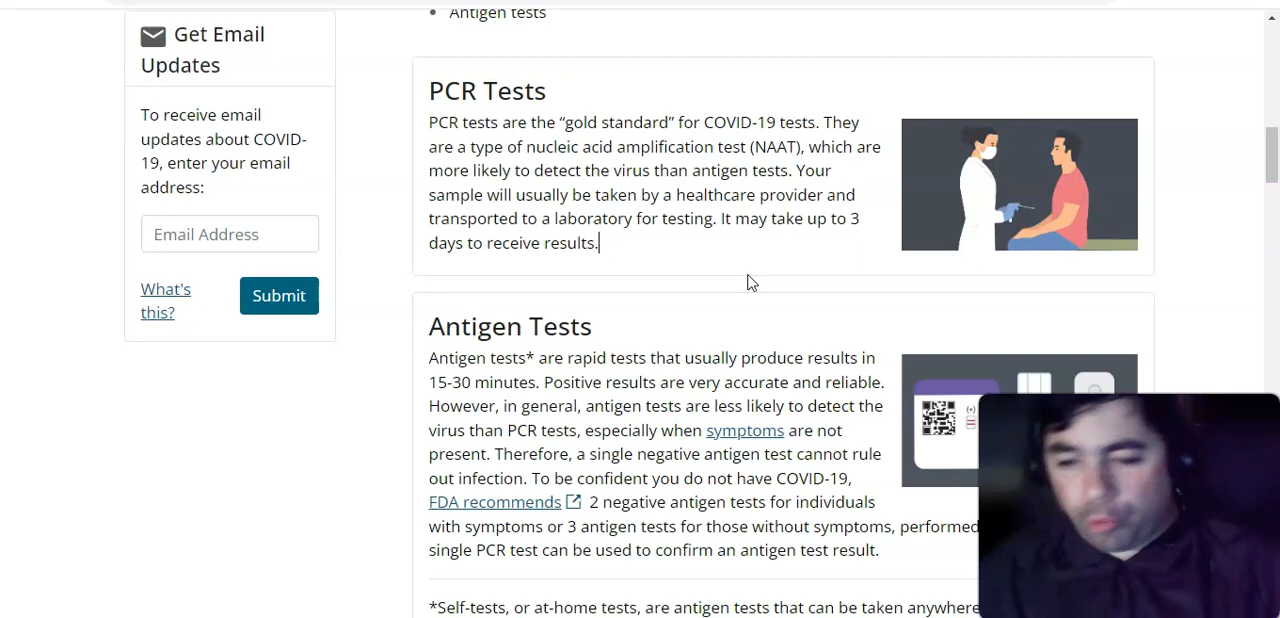 Get Email
Updates
To receive email
updates about COVID-
19, enter your email
address:
Email Address
What's
this?
Submit
Antigen tests
PCR Tests
PCR tests are the “gold standard” for COVID-19 tests. They
are a type of nucleic acid amplification test (NAAT), which are
more likely to detect the virus than antigen tests. Your
sample will usually be taken by a healthcare provider and
transported to a laboratory for testing. It may take up to 3
days to receive results.
Antigen Tests
Antigen tests* are rapid tests that usually produce results in
15-30 minutes. Positive results are very accurate and reliable.
However, in general, antigen tests are less likely to detect the
virus than PCR tests, especially when symptoms are not
present. Therefore, a single negative antigen test cannot rule
out infection. To be confident you do not have COVID-19,
FDA recommends 2 negative antigen tests for individuals
with symptoms or 3 antigen tests for those without symptoms, performed
single PCR test can be used to confirm an antigen test result.
*Self-tests, or at-home tests, are antigen tests that can be taken anywhere